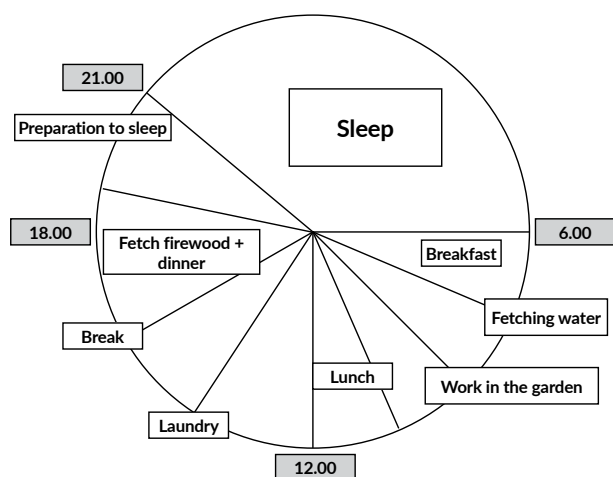 21.00
Preparation to sleep
Sleep
18.00
Fetch firewood +
dinner
6.00
Breakfast
Fetching water
Break
Lunch
Work in the garden
Laundry
12.00